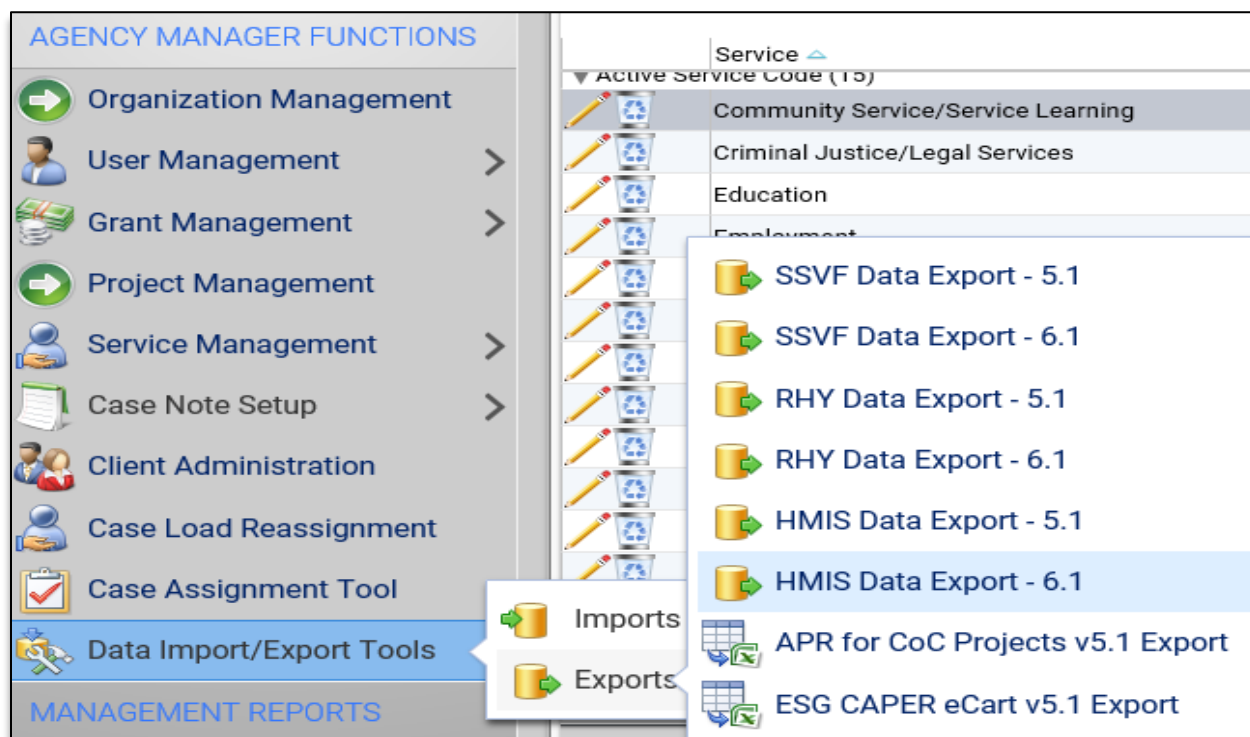 AGENCY MANAGER FUNCTIONS
Organization Management
User Management
Grant Management
Project Management
Service Management
Case Note Setup
Client Administration
Case Load Reassignment
Case Assignment Tool
Data Import/Export Tools
MANAGEMENT REPORTS
Service
Active Service Code (15)
Community Service/Service Learning
Criminal Justice/Legal Services
Education
Employment
Imports
Exports
SSVF Data Export - 5.1
SSVF Data Export - 6.1
RHY Data Export - 5.1
RHY Data Export - 6.1
HMIS Data Export - 5.1
HMIS Data Export - 6.1
APR for CoC Projects v5.1 Export
ESG CAPER eCart v5.1 Export